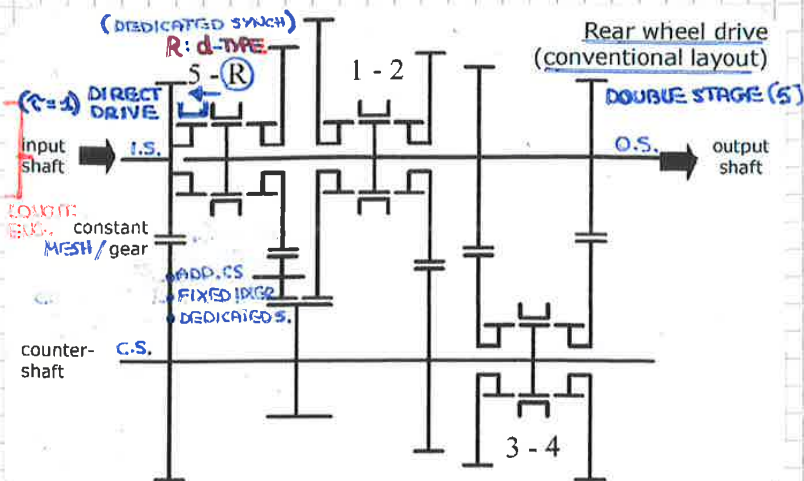 (DEDICATED SYNCH)
R: d-TYPE
5 - R
1 - 2
Rear wheel drive
(conventional layout)
DOUBLE STAGE (5)
(τ=1) DIRECT
DRIVE
input
shaft
I.S.
O.S.
output
shaft
constant
MESH/gear
ADD. CS
FIXED IDLER
DEDICATED S.
counter-
shaft
C.S.
3 - 4